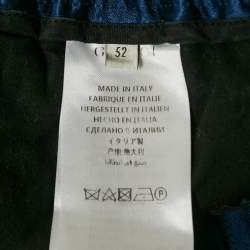 52
MADE IN ITALY
FABRIQUE EN ITALIE
HERGESTELLT IN ITALIEN
HECHO EN ITALIA
СДЕЛАНО В ИТАЛИИ
イタリア製
产地:意大利
صنع في إيطاليا
P